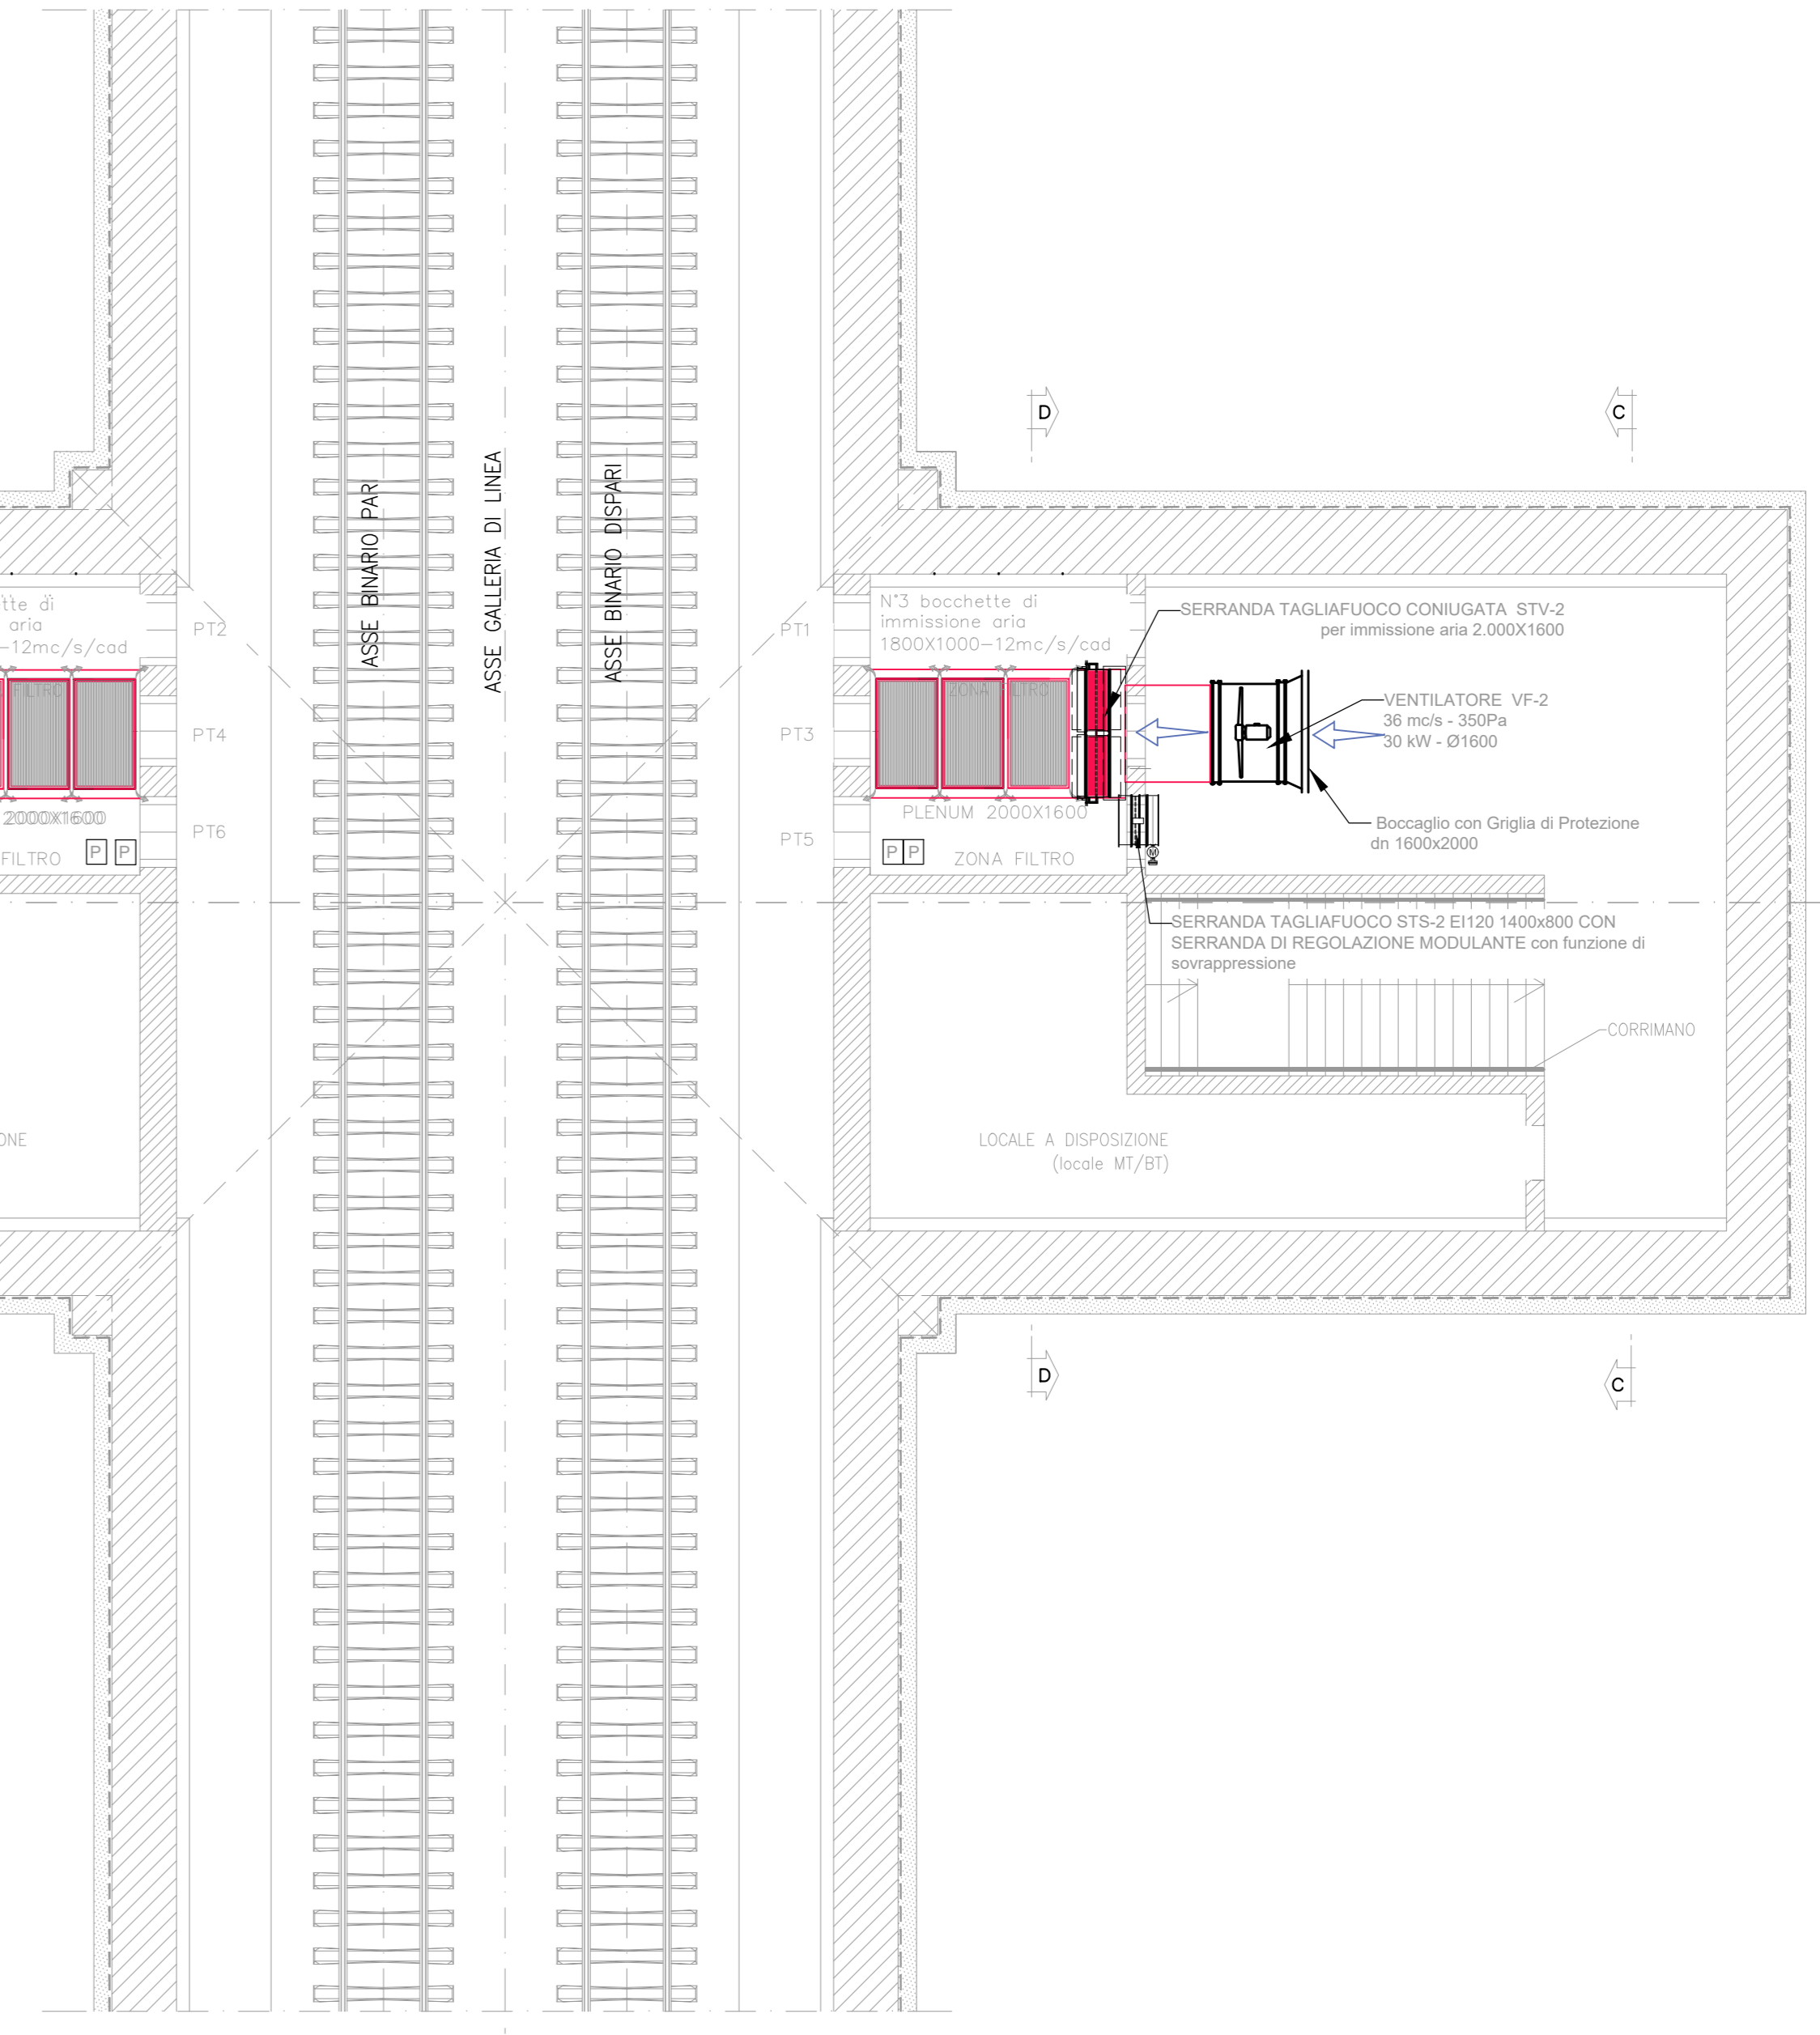 ASSE BINARIO PARI
ASSE GALLERIA DI LINEA
ASSE BINARIO DISPARI
D
C
tte di
aria
-12mc/s/cad
FILTRO
2000X1600
FILTRO
P P
PT2
PT4
PT6
PT1
PT3
PT5
N°3 bocchette di
immissione aria
1800X1000-12mc/s/cad
ZONA FILTRO
PLENUM 2000X1600
P P
ZONA FILTRO
M
SERRANDA TAGLIAFUOCO CONIUGATA STV-2
per immissione aria 2.000X1600
VENTILATORE VF-2
36 mc/s - 350Pa
30 kW - Ø1600
Boccaglio con Griglia di Protezione
dn 1600x2000
SERRANDA TAGLIAFUOCO STS-2 EI120 1400x800 CON
SERRANDA DI REGOLAZIONE MODULANTE con funzione di
sovrappressione
CORRIMANO
ONE
LOCALE A DISPOSIZIONE
(locale MT/BT)
D
C